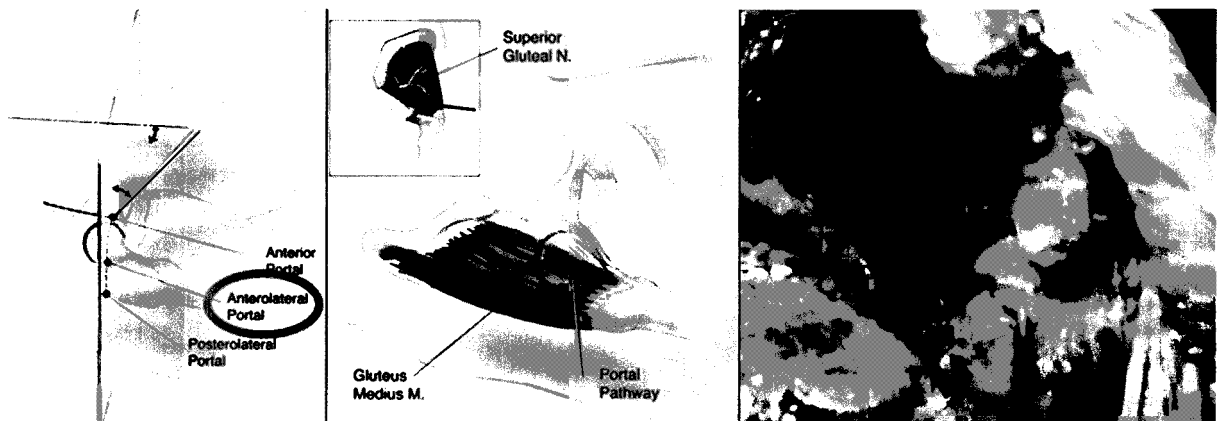 Anterior
Portal
Anterolateral
Portal
Posterolateral
Portal
Superior
Gluteal N.
Gluteus
Medius M.
Portal
Pathway